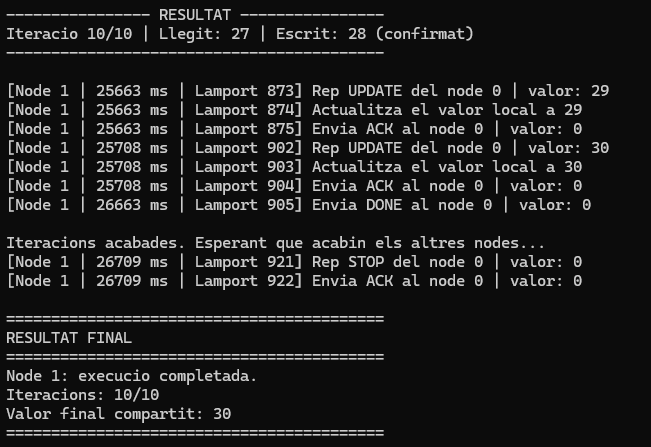 ---------------- RESULTAT ----------------
Iteracio 10/10 | Llegit: 27 | Escrit: 28 (confirmat)
------------------------------------------
[Node 1 | 25663 ms | Lamport 873] Rep UPDATE del node 0 | valor: 29
[Node 1 | 25663 ms | Lamport 874] Actualitza el valor local a 29
[Node 1 | 25663 ms | Lamport 875] Envia ACK al node 0 | valor: 0
[Node 1 | 25708 ms | Lamport 902] Rep UPDATE del node 0 | valor: 30
[Node 1 | 25708 ms | Lamport 903] Actualitza el valor local a 30
[Node 1 | 25708 ms | Lamport 904] Envia ACK al node 0 | valor: 0
[Node 1 | 26663 ms | Lamport 905] Envia DONE al node 0 | valor: 0
Iteracions acabades. Esperant que acabin els altres nodes...
[Node 1 | 26709 ms | Lamport 921] Rep STOP del node 0 | valor: 0
[Node 1 | 26709 ms | Lamport 922] Envia ACK al node 0 | valor: 0
==========================================
RESULTAT FINAL
==========================================
Node 1: execucio completada.
Iteracions: 10/10
Valor final compartit: 30
==========================================